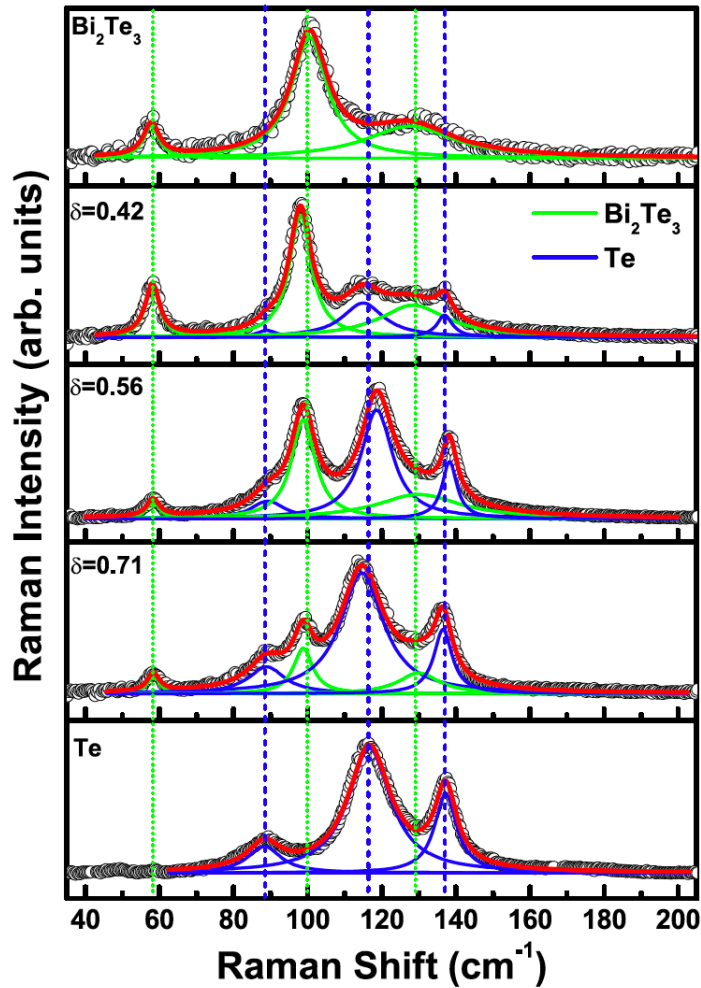 Bi₂Te₃
δ=0.42
Bi₂Te₃
Te
δ=0.56
δ=0.71
Te
Raman Intensity (arb. units)
40 60 80 100 120 140 160 180 200
Raman Shift (cm⁻¹)